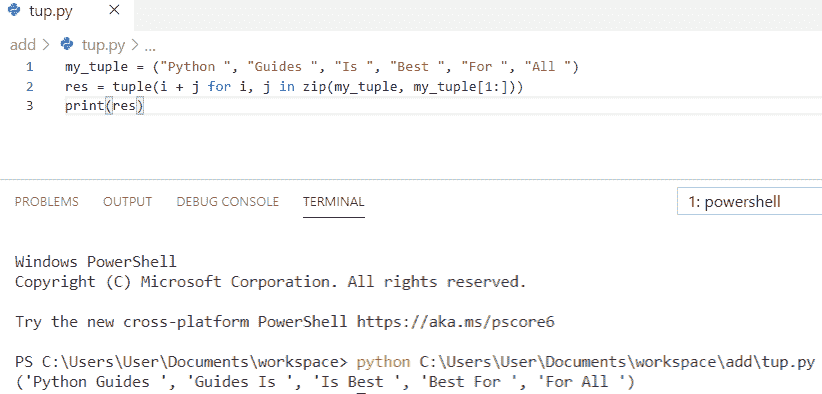 tup.py
add > tup.py > ...
1 my_tuple = ("Python ", "Guides ", "Is ", "Best ", "For ", "All ")
2 res = tuple(i + j for i, j in zip(my_tuple, my_tuple[1:]))
3 print(res)
PROBLEMS OUTPUT DEBUG CONSOLE TERMINAL 1: powershell
Windows PowerShell
Copyright (C) Microsoft Corporation. All rights reserved.
Try the new cross-platform PowerShell https://aka.ms/pscore6
PS C:\Users\User\Documents\workspace> python C:\Users\User\Documents\workspace\add\tup.py
('Python Guides ', 'Guides Is ', 'Is Best ', 'Best For ', 'For All ')